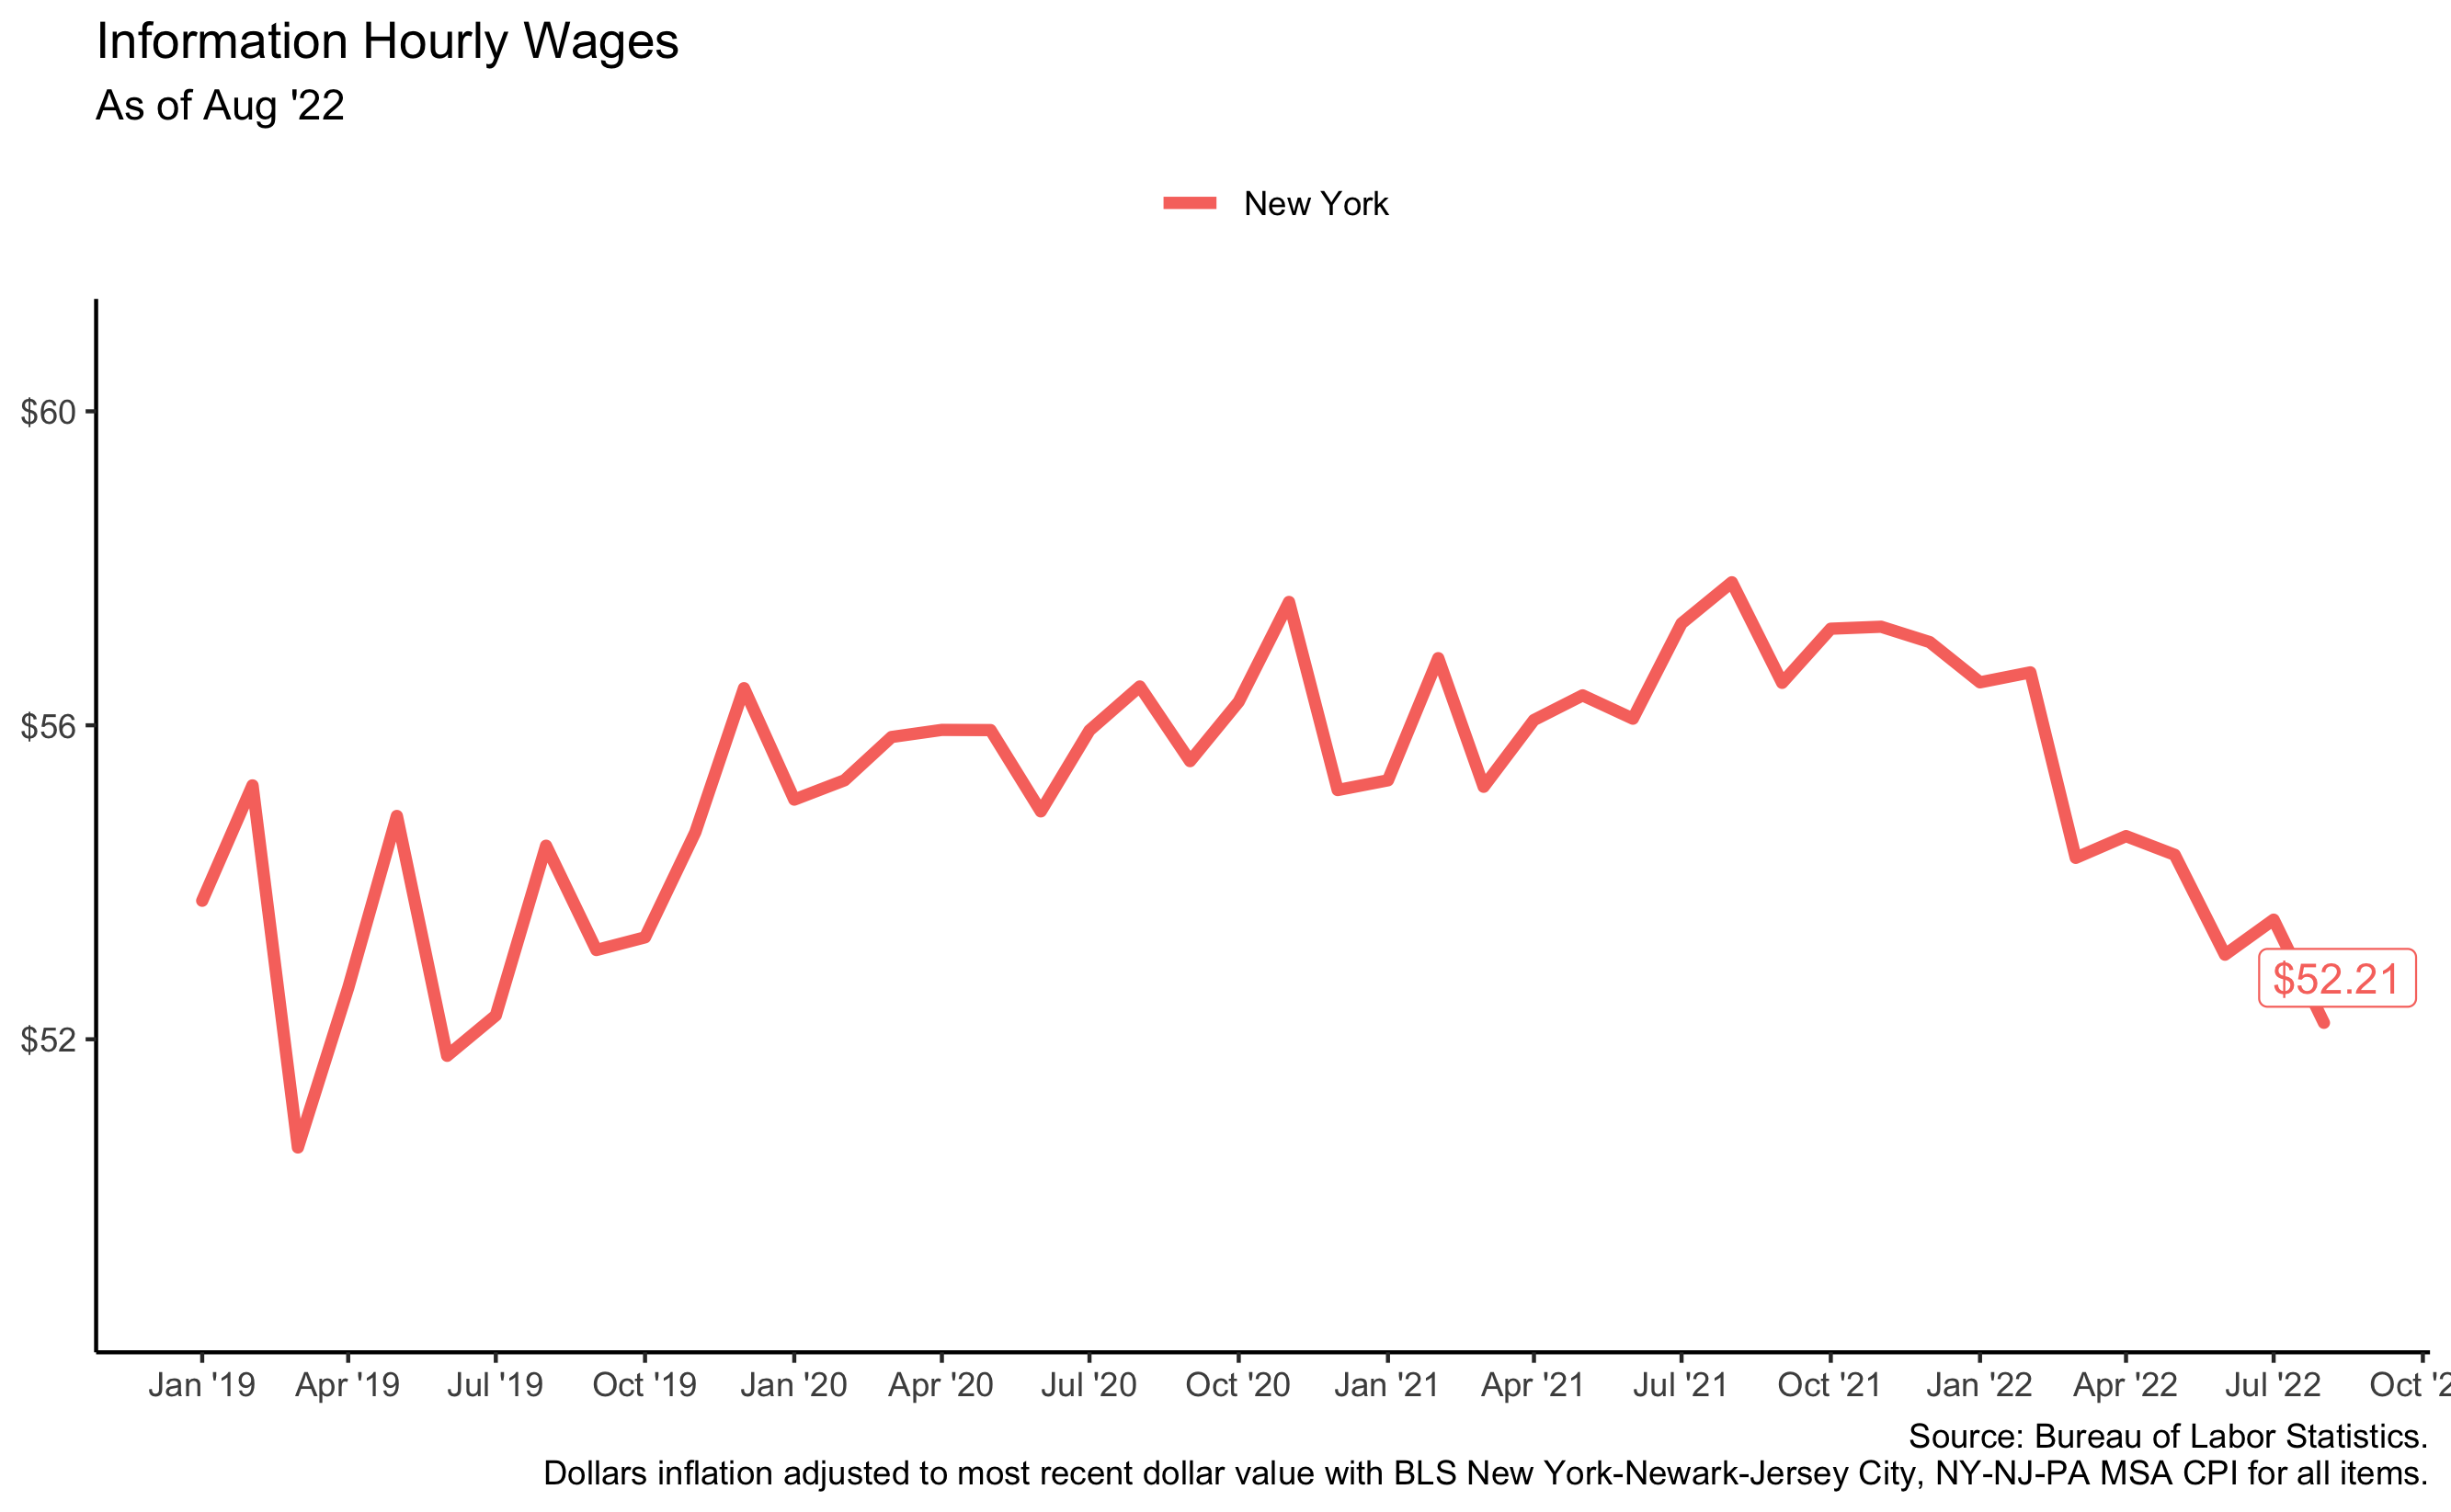 Information Hourly Wages
As of Aug '22
New York
$60
$56
$52
$52.21
Jan '19 Apr '19 Jul '19 Oct '19 Jan '20 Apr '20 Jul '20 Oct '20 Jan '21 Apr '21 Jul '21 Oct '21 Jan '22 Apr '22 Jul '22 Oct
Source: Bureau of Labor Statistics.
Dollars inflation adjusted to most recent dollar value with BLS New York-Newark-Jersey City, NY-NJ-PA MSA CPI for all items.